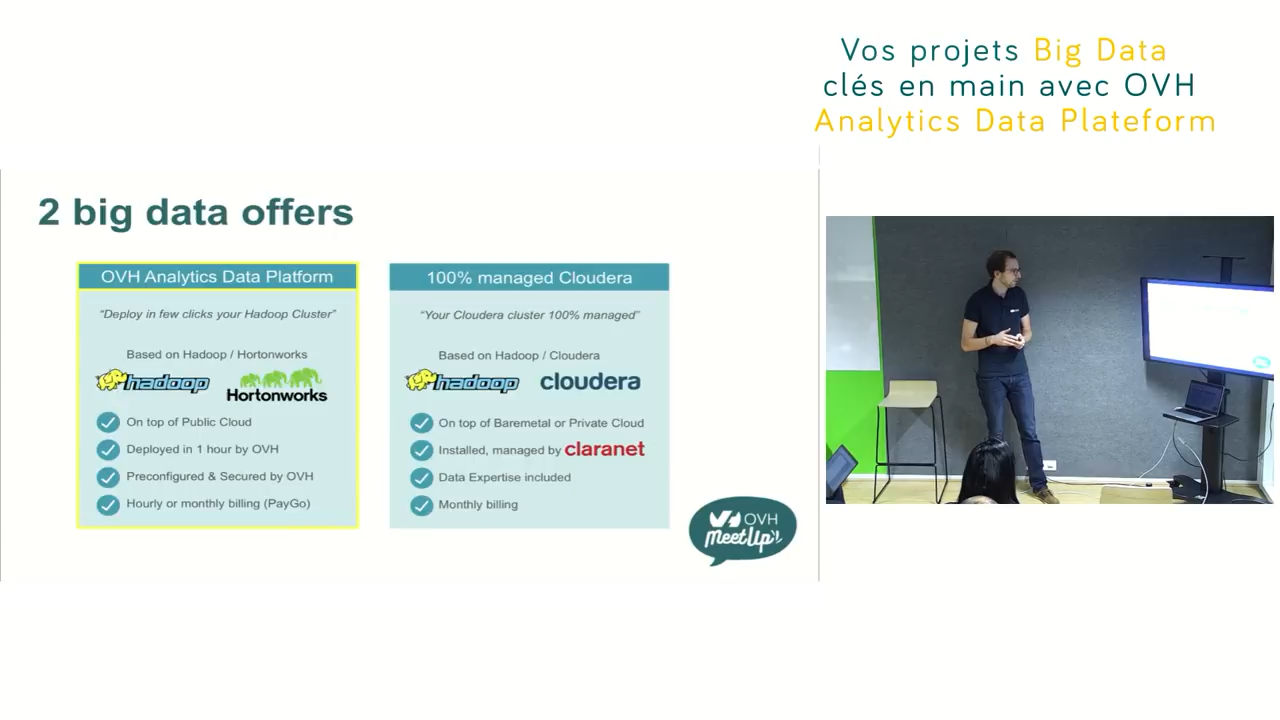 Vos projets Big Data
clés en main avec OVH
Analytics Data Plateform
2 big data offers
OVH Analytics Data Platform
“Deploy in few clicks your Hadoop Cluster”
Based on Hadoop / Hortonworks
hadoop
Hortonworks
On top of Public Cloud
Deployed in 1 hour by OVH
Preconfigured & Secured by OVH
Hourly or monthly billing (PayGo)
100% managed Cloudera
“Your Cloudera cluster 100% managed”
Based on Hadoop / Cloudera
hadoop
cloudera
On top of Baremetal or Private Cloud
Installed, managed by claranet
Data Expertise included
Monthly billing
OVH
MeetUp